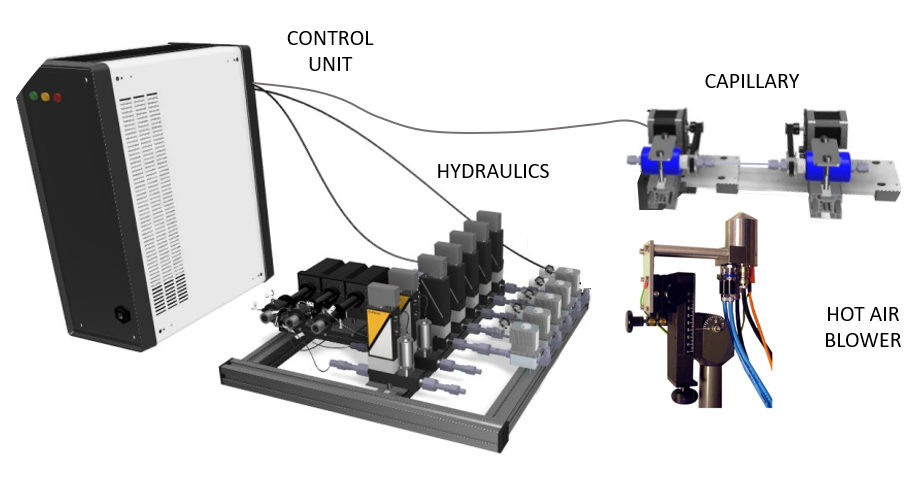 CONTROL
UNIT
CAPILLARY
HYDRAULICS
HOT AIR
BLOWER